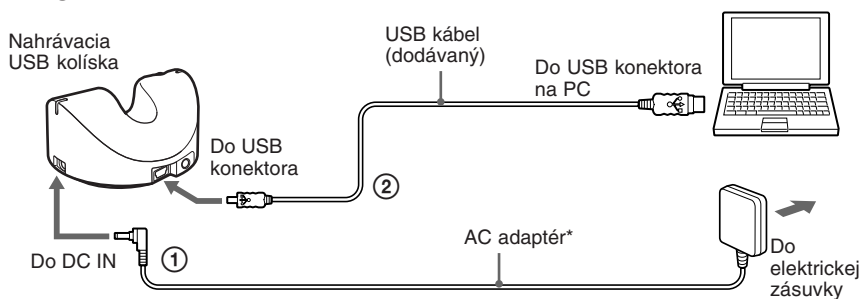 Nahrávacia
USB kolíska
USB kábel
(dodávaný)
Do USB konektora
na PC
Do USB
konektora
②
Do DC IN
①
AC adaptér*
Do
elektrickej
zásuvky